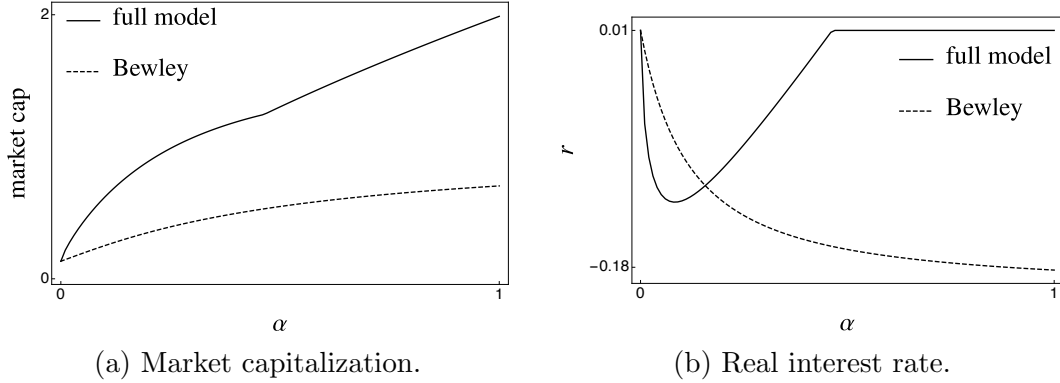 2
full model
Bewley
market cap
0
0
1
α
(a) Market capitalization.
0.01
full model
Bewley
r
−0.18
0
1
α
(b) Real interest rate.